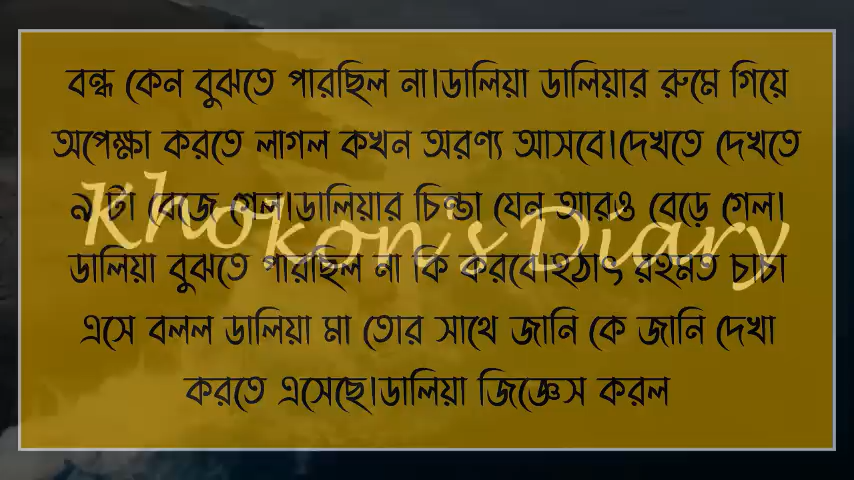 বন্ধ কেন বুঝতে পারছিল না।ডালিয়া ডালিয়ার রুমে গিয়ে
অপেক্ষা করতে লাগল কখন অরণ্য আসবে।দেখতে দেখতে
৯ টা বেজে গেল।ডালিয়ার চিন্তা যেন আরও বেড়ে গেল।
Khokon's Diary
ডালিয়া বুঝতে পারছিল না কি করবে।হঠাৎ রহমত চাচা
এসে বলল ডালিয়া মা তোর সাথে জানি কে জানি দেখা
করতে এসেছে।ডালিয়া জিজ্ঞেস করল